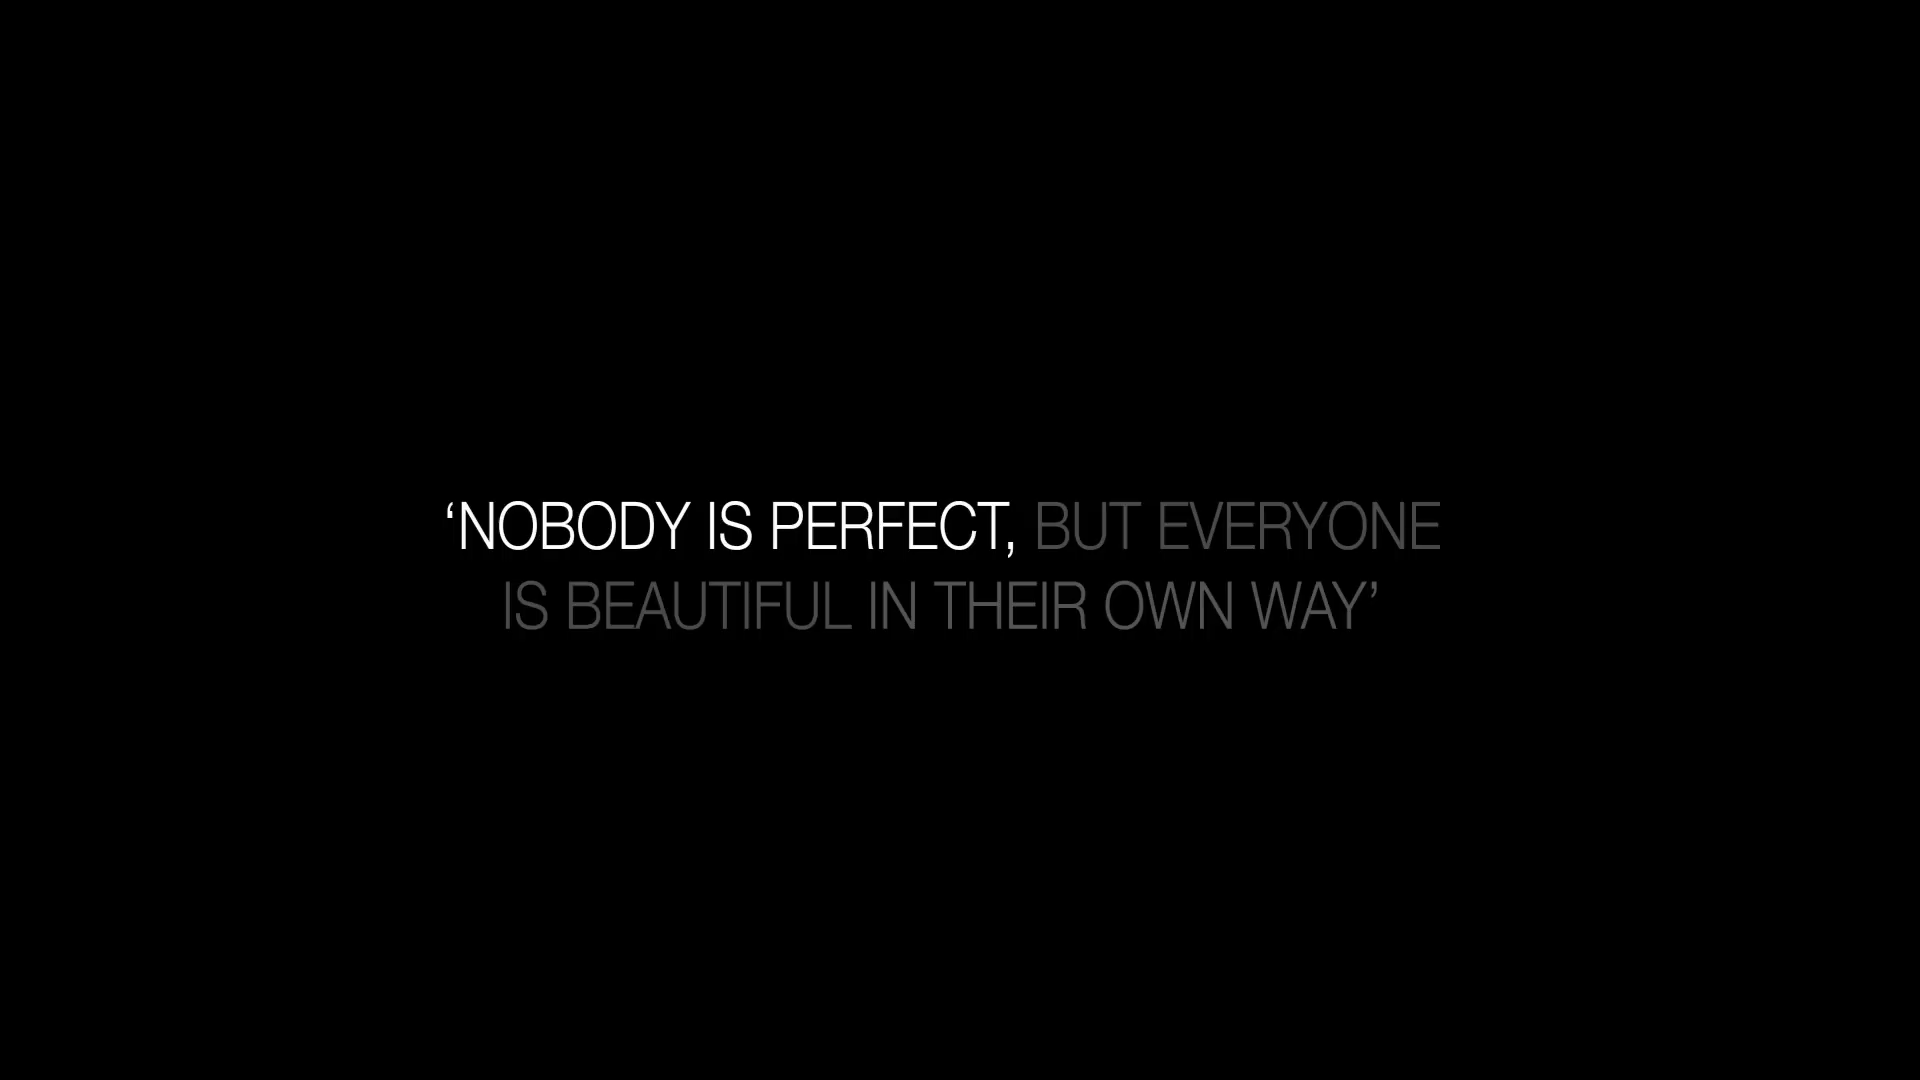 ‘NOBODY IS PERFECT, BUT EVERYONE
IS BEAUTIFUL IN THEIR OWN WAY’